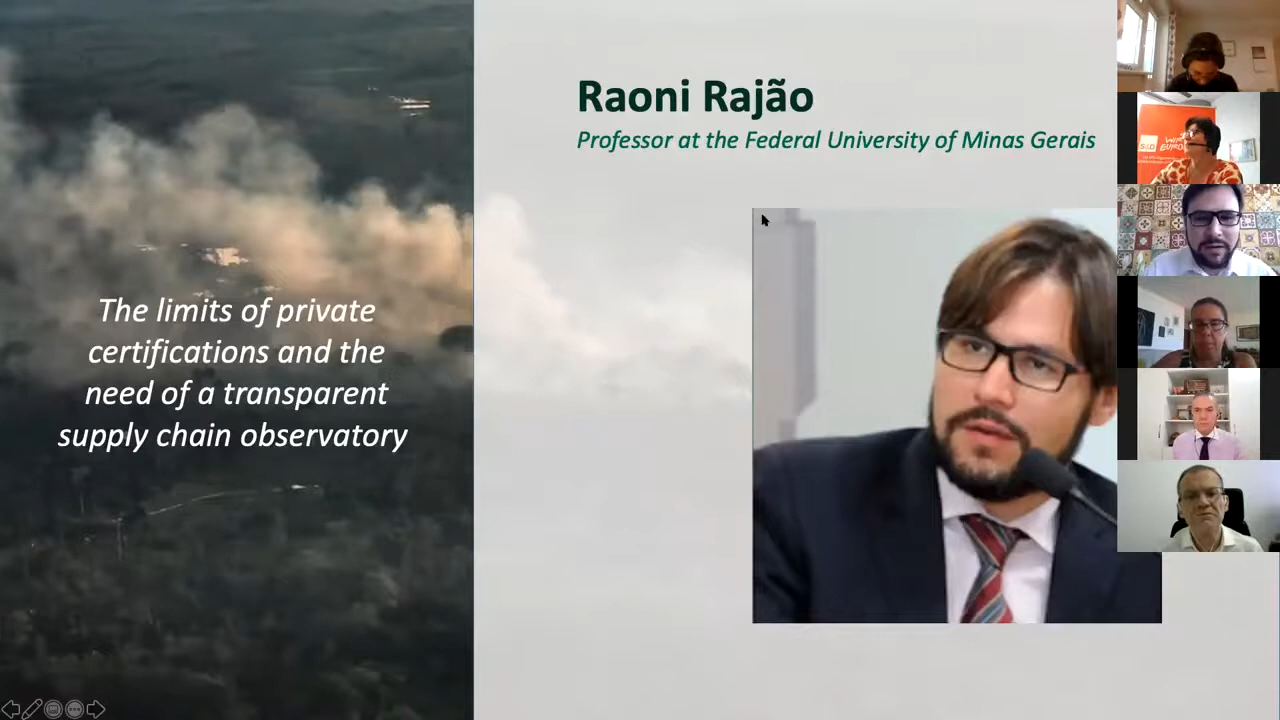 Raoni Rajão
Professor at the Federal University of Minas Gerais
The limits of private
certifications and the
need of a transparent
supply chain observatory
S&D